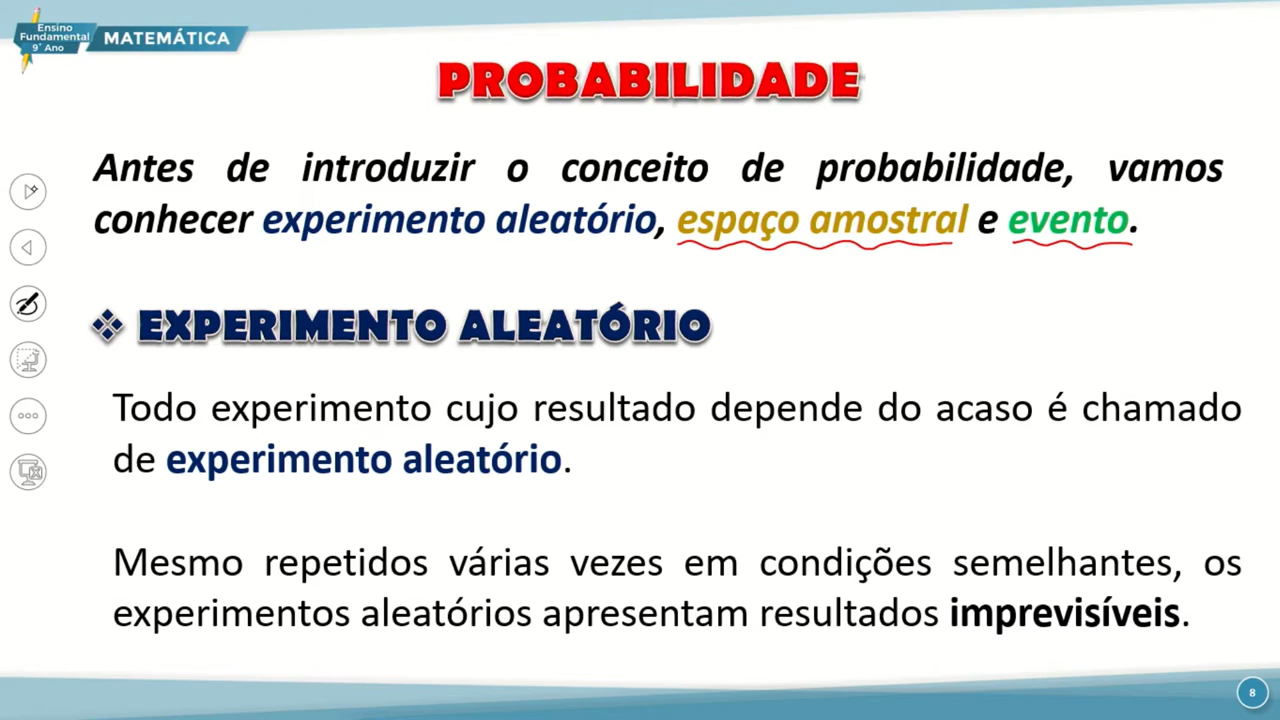 Ensino
Fundamental
9° Ano
MATEMÁTICA
PROBABILIDADE
Antes de introduzir o conceito de probabilidade, vamos
conhecer experimento aleatório, espaço amostral e evento.
❖ EXPERIMENTO ALEATÓRIO
Todo experimento cujo resultado depende do acaso é chamado
de experimento aleatório.
Mesmo repetidos várias vezes em condições semelhantes, os
experimentos aleatórios apresentam resultados imprevisíveis.
8